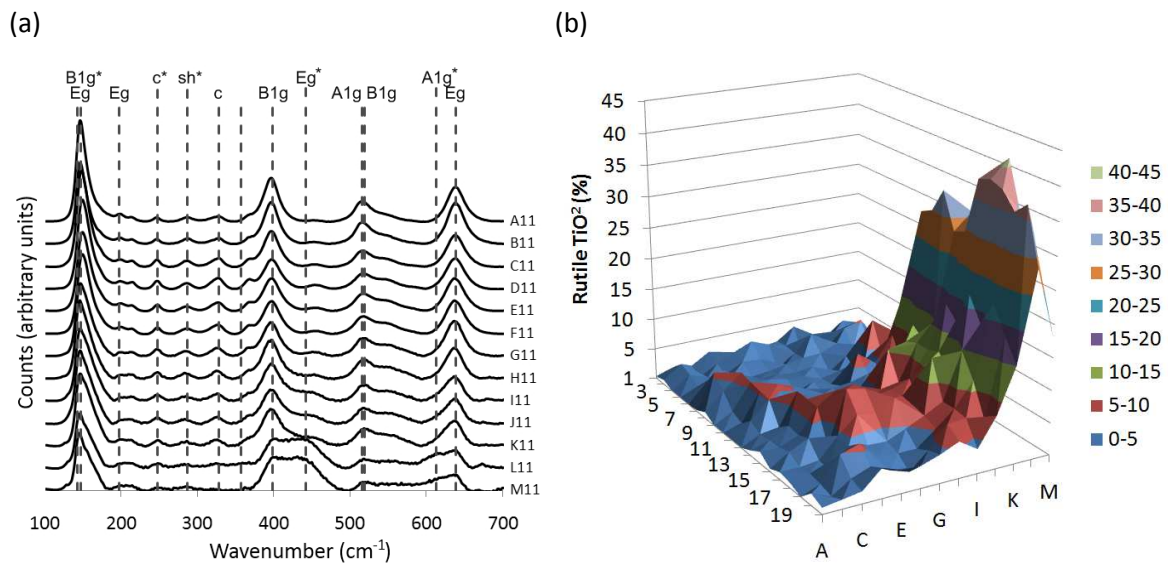 (a)
B1g*
Eg
Eg
c*
sh*
c
B1g
Eg*
A1g
B1g
A1g*
Eg
Counts (arbitrary units)
A11
B11
C11
D11
E11
F11
G11
H11
I11
J11
K11
L11
M11
100 200 300 400 500 600 700
Wavenumber (cm-1)
(b)
Rutile TiO2 (%)
45
40
35
30
25
20
15
10
5
1
3
5
7
9
11
13
15
17
19
A
C
E
G
I
K
M
40-45
35-40
30-35
25-30
20-25
15-20
10-15
5-10
0-5